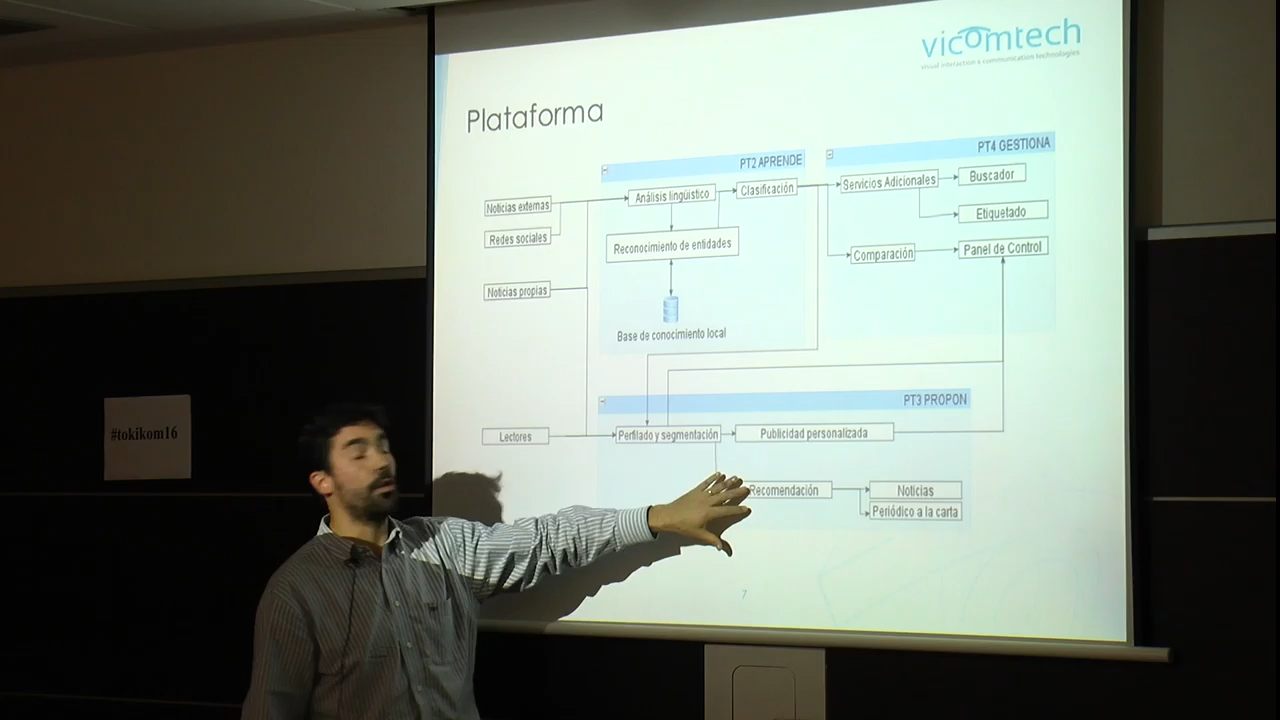 vicomtech
visual interaction & communication technologies
Plataforma
PT2 APRENDE
PT4 GESTIONA
Noticias externas
Redes sociales
Noticias propias
Análisis lingüístico
Clasificación
Reconocimiento de entidades
Base de conocimiento local
Servicios Adicionales
Buscador
Etiquetado
Comparación
Panel de Control
PT3 PROPON
Lectores
Perfilado y segmentación
Publicidad personalizada
Recomendación
Noticias
Periódico a la carta
7
#tokikom16